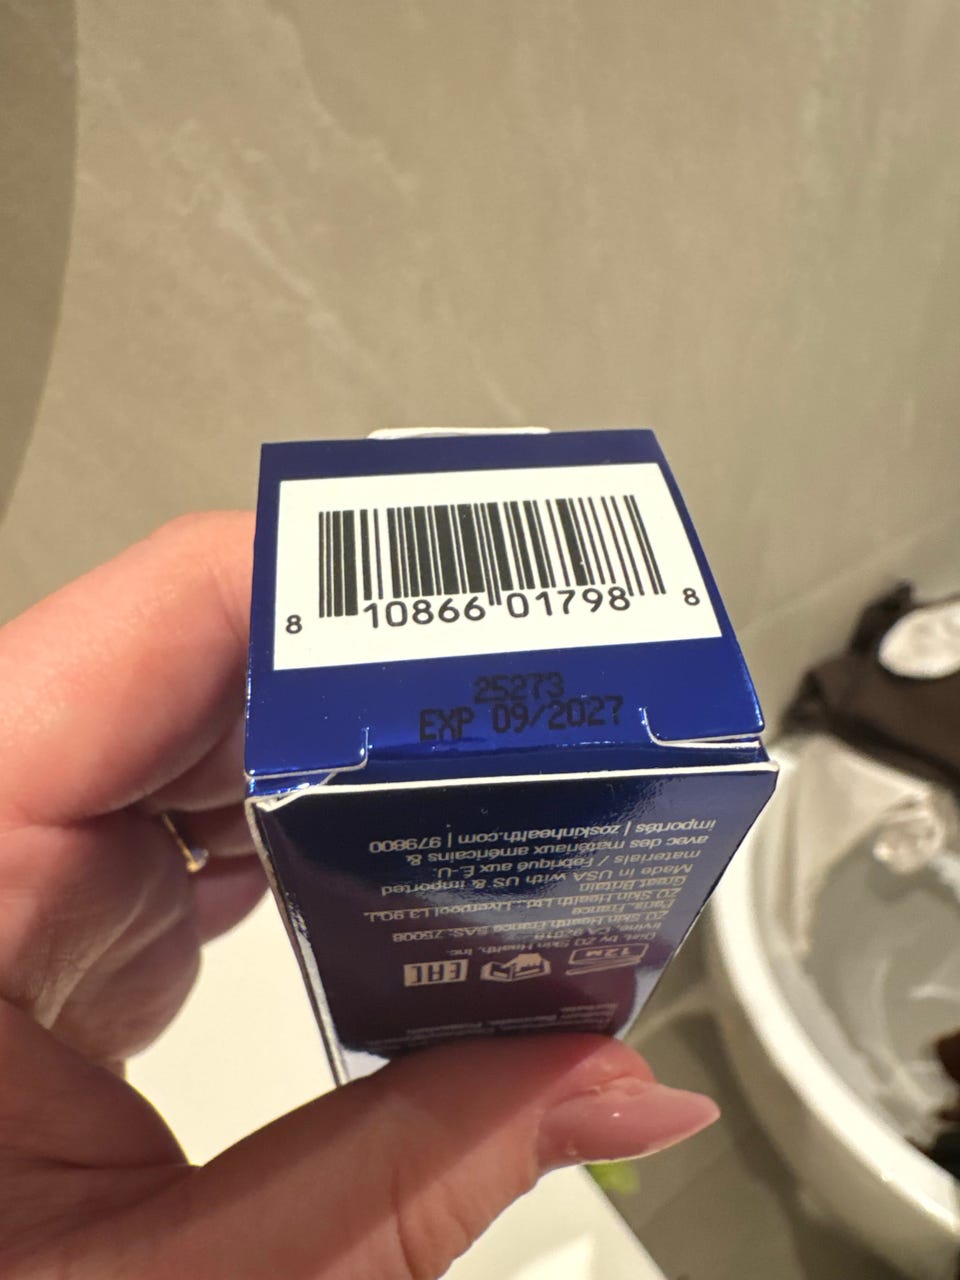 8 10866 01798 8
25273
EXP 09/2027
Dist. by ZO Skin Health, Inc.
Irvine, CA 92618
ZO Skin Health France SAS, 75008
Paris, France
ZO Skin Health Ltd., Liverpool L3 9QJ,
Great Britain
Made in USA with US & imported
materials / Fabriqué aux É-U.
avec des matériaux américains &
importés | zoskinhealth.com | 979800
12M
EAC